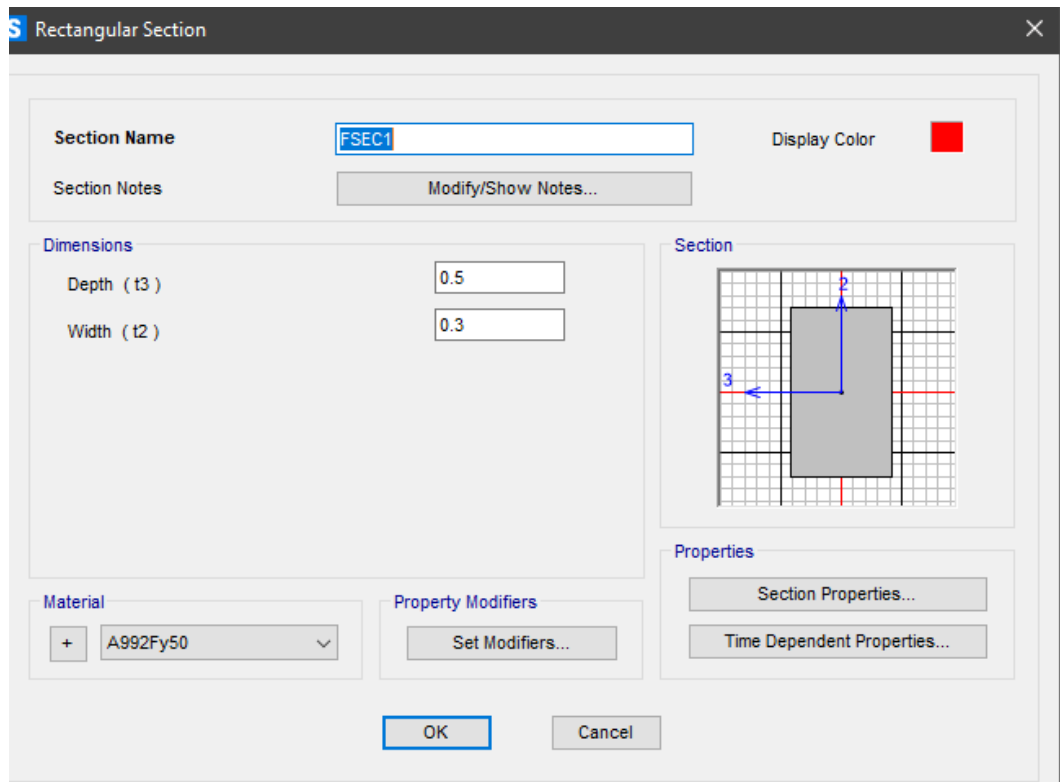 S Rectangular Section
Section Name FSEC1 Display Color
Section Notes Modify/Show Notes...
Dimensions
Depth ( t3 ) 0.5
Width ( t2 ) 0.3
Section
2
3
Properties
Section Properties...
Time Dependent Properties...
Material
+ A992Fy50
Property Modifiers
Set Modifiers...
OK Cancel